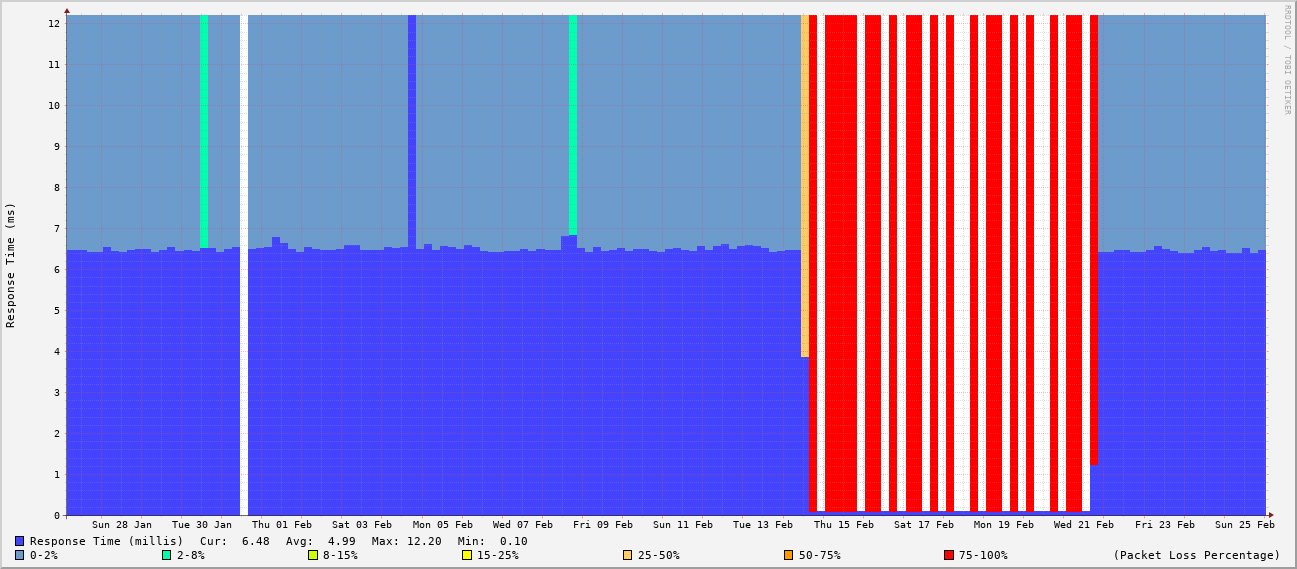 RRDTOOL / TOBI OETIKER
Response Time (ms)
12
11
10
9
8
7
6
5
4
3
2
1
0
Sun 28 Jan Tue 30 Jan Thu 01 Feb Sat 03 Feb Mon 05 Feb Wed 07 Feb Fri 09 Feb Sun 11 Feb Tue 13 Feb Thu 15 Feb Sat 17 Feb Mon 19 Feb Wed 21 Feb Fri 23 Feb Sun 25 Feb
Response Time (millis) Cur: 6.48 Avg: 4.99 Max: 12.20 Min: 0.10
0-2% 2-8% 8-15% 15-25% 25-50% 50-75% 75-100% (Packet Loss Percentage)